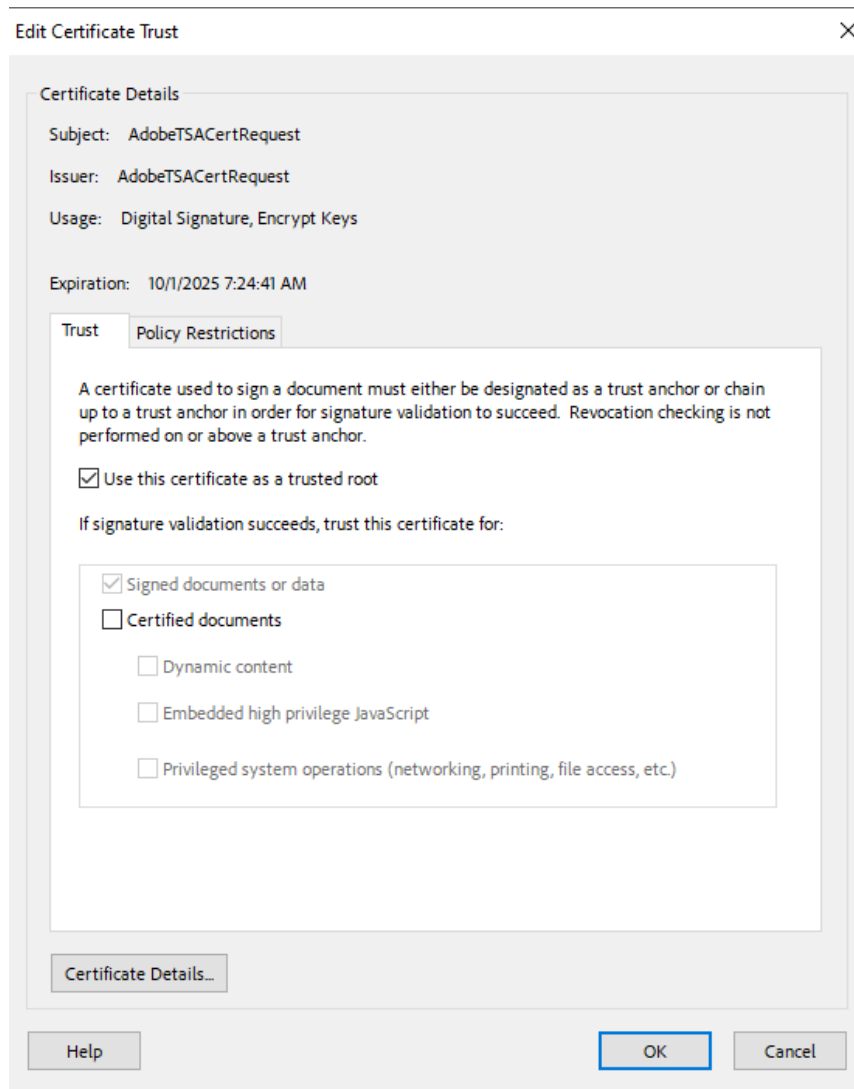 Edit Certificate Trust
Certificate Details
Subject: AdobeTSACertRequest
Issuer: AdobeTSACertRequest
Usage: Digital Signature, Encrypt Keys
Expiration: 10/1/2025 7:24:41 AM
Trust
Policy Restrictions
A certificate used to sign a document must either be designated as a trust anchor or chain
up to a trust anchor in order for signature validation to succeed. Revocation checking is not
performed on or above a trust anchor.
Use this certificate as a trusted root
If signature validation succeeds, trust this certificate for:
Signed documents or data
Certified documents
Dynamic content
Embedded high privilege JavaScript
Privileged system operations (networking, printing, file access, etc.)
Certificate Details...
Help
OK
Cancel